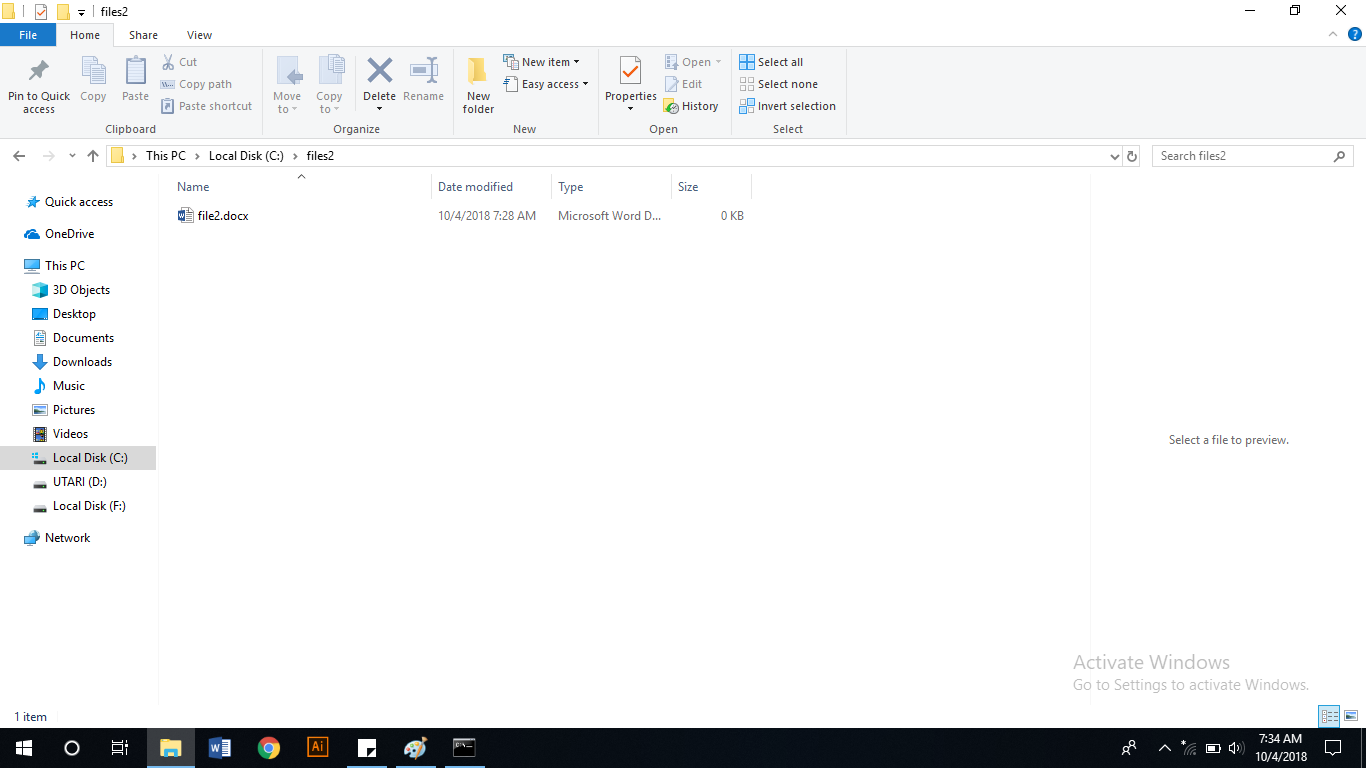 files2
File Home Share View
Pin to Quick access
Copy
Paste
Cut
Copy path
Paste shortcut
Clipboard
Move to
Copy to
Delete
Rename
Organize
New folder
New item
Easy access
New
Properties
Open
Edit
History
Open
Select all
Select none
Invert selection
Select
This PC > Local Disk (C:) > files2
Search files2
Quick access
OneDrive
This PC
3D Objects
Desktop
Documents
Downloads
Music
Pictures
Videos
Local Disk (C:)
UTARI (D:)
Local Disk (F:)
Network
Name Date modified Type Size
file2.docx 10/4/2018 7:28 AM Microsoft Word D... 0 KB
Select a file to preview.
Activate Windows
Go to Settings to activate Windows.
1 item
Ai
7:34 AM
10/4/2018